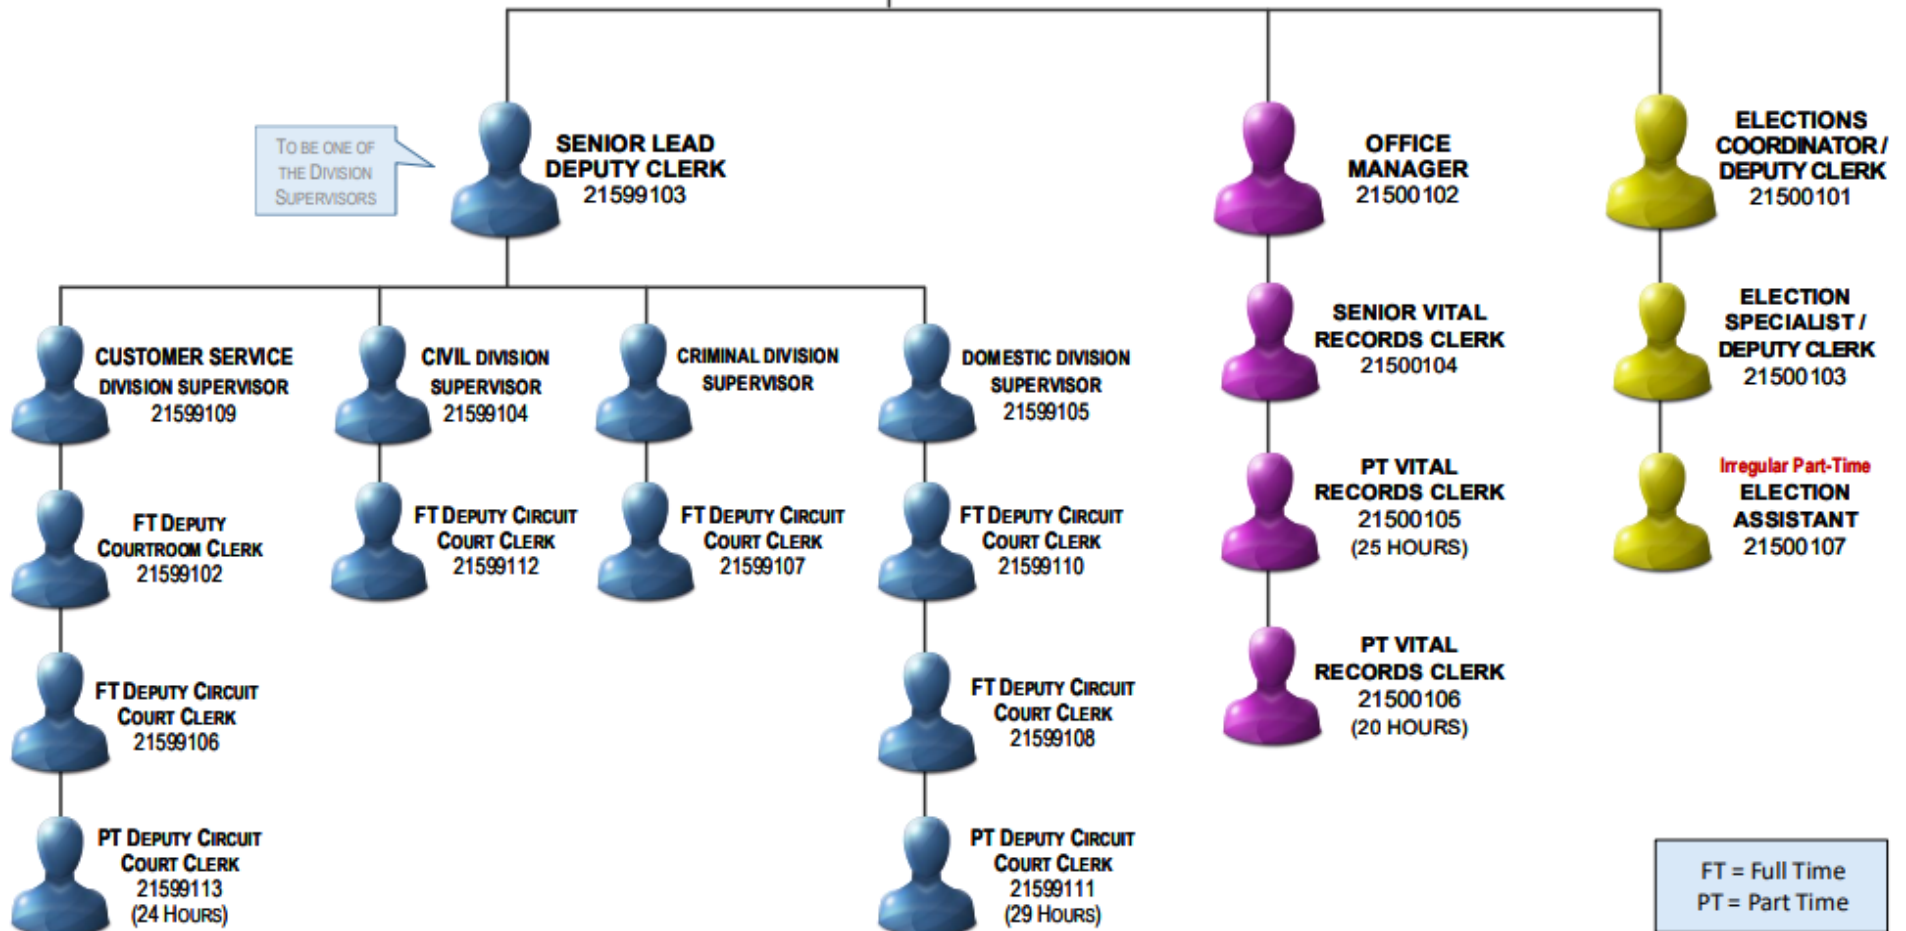 TO BE ONE OF
THE DIVISION
SUPERVISORS
SENIOR LEAD
DEPUTY CLERK
21599103
OFFICE
MANAGER
21500102
ELECTIONS
COORDINATOR /
DEPUTY CLERK
21500101
CUSTOMER SERVICE
DIVISION SUPERVISOR
21599109
CIVIL DIVISION
SUPERVISOR
21599104
CRIMINAL DIVISION
SUPERVISOR
DOMESTIC DIVISION
SUPERVISOR
21599105
SENIOR VITAL
RECORDS CLERK
21500104
ELECTION
SPECIALIST /
DEPUTY CLERK
21500103
FT DEPUTY
COURTROOM CLERK
21599102
FT DEPUTY CIRCUIT
COURT CLERK
21599112
FT DEPUTY CIRCUIT
COURT CLERK
21599107
FT DEPUTY CIRCUIT
COURT CLERK
21599110
PT VITAL
RECORDS CLERK
21500105
(25 HOURS)
Irregular Part-Time
ELECTION
ASSISTANT
21500107
FT DEPUTY CIRCUIT
COURT CLERK
21599106
FT DEPUTY CIRCUIT
COURT CLERK
21599108
PT VITAL
RECORDS CLERK
21500106
(20 HOURS)
PT DEPUTY CIRCUIT
COURT CLERK
21599113
(24 HOURS)
PT DEPUTY CIRCUIT
COURT CLERK
21599111
(29 HOURS)
FT = Full Time
PT = Part Time